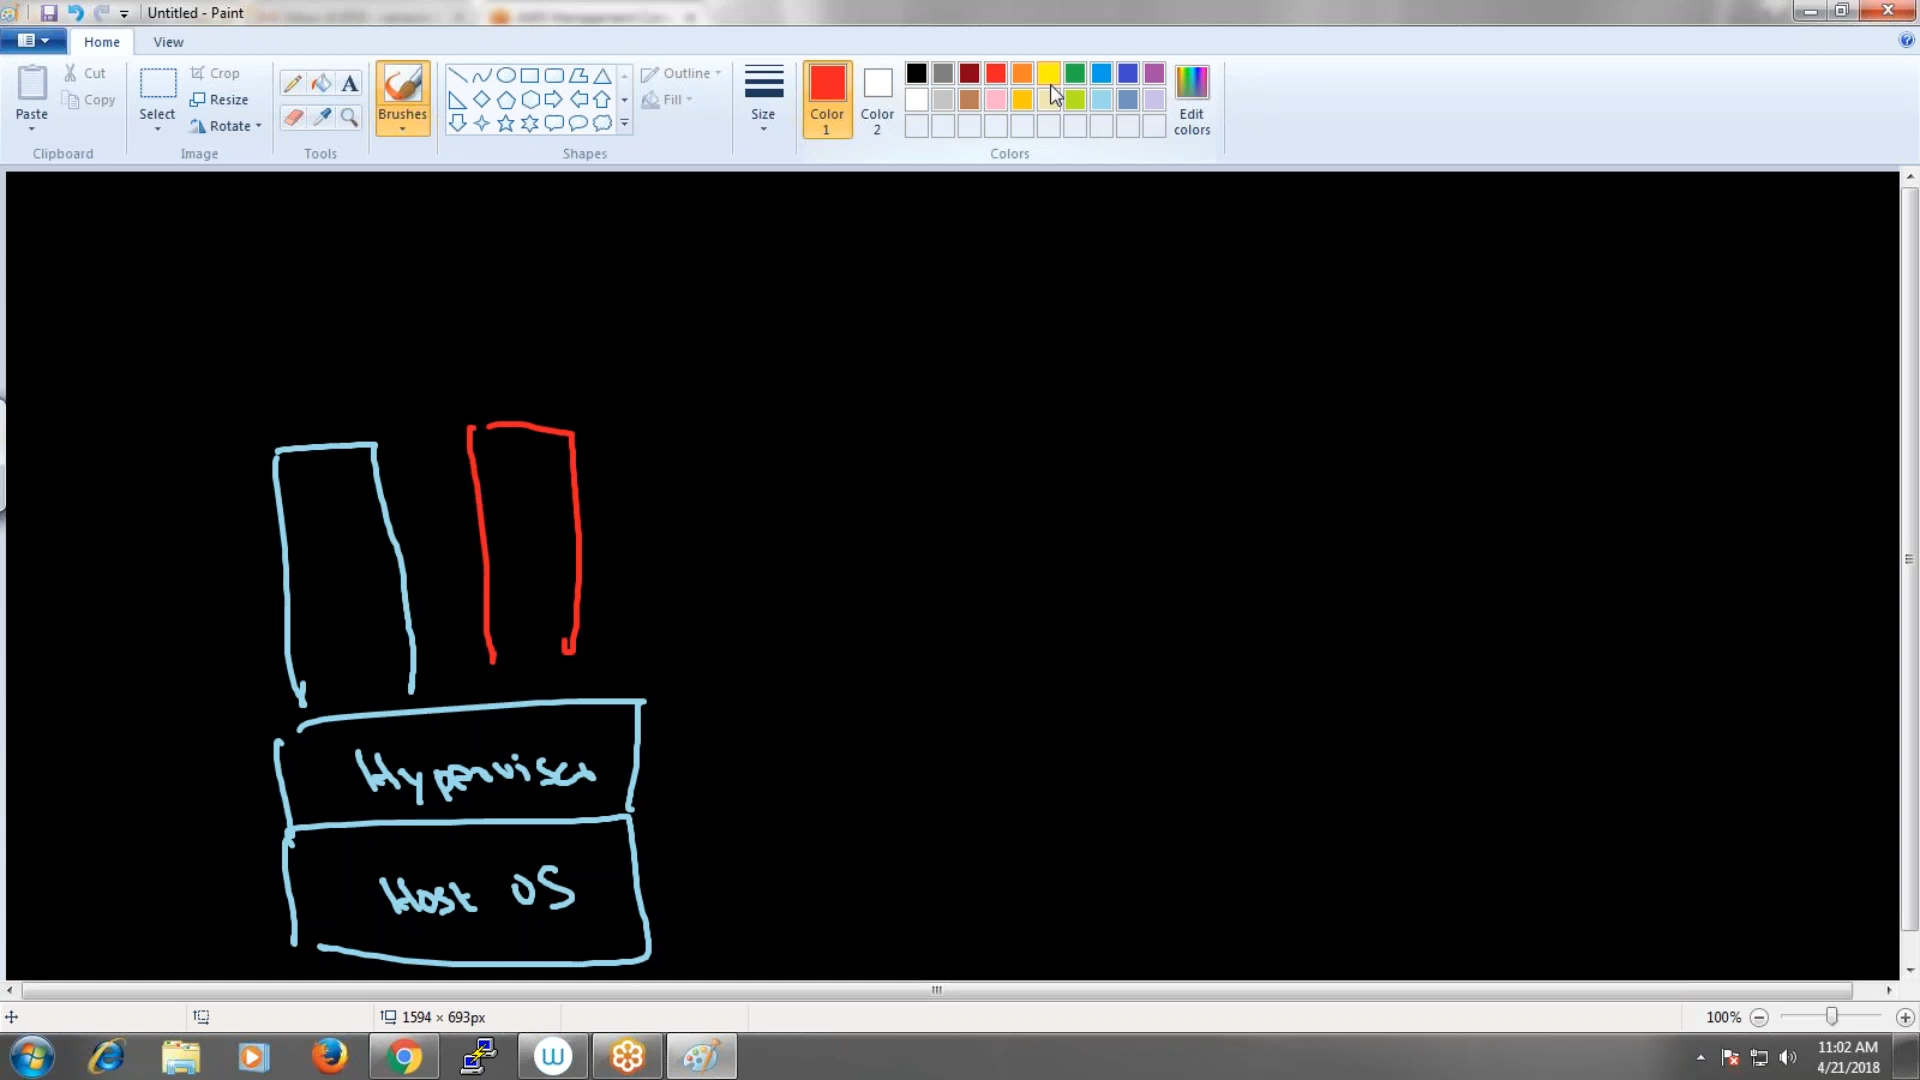 Untitled - Paint
Home View
Paste
Cut
Copy
Clipboard
Select
Crop
Resize
Rotate
Image
A
Tools
Brushes
Shapes
Outline
Fill
Size
Color 1
Color 2
Edit colors
Colors
Hypervisor
Host OS
1594 × 693px
100%
11:02 AM
4/21/2018